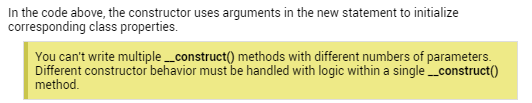 In the code above, the constructor uses arguments in the new statement to initialize
corresponding class properties.
You can't write multiple __construct() methods with different numbers of parameters.
Different constructor behavior must be handled with logic within a single __construct()
method.